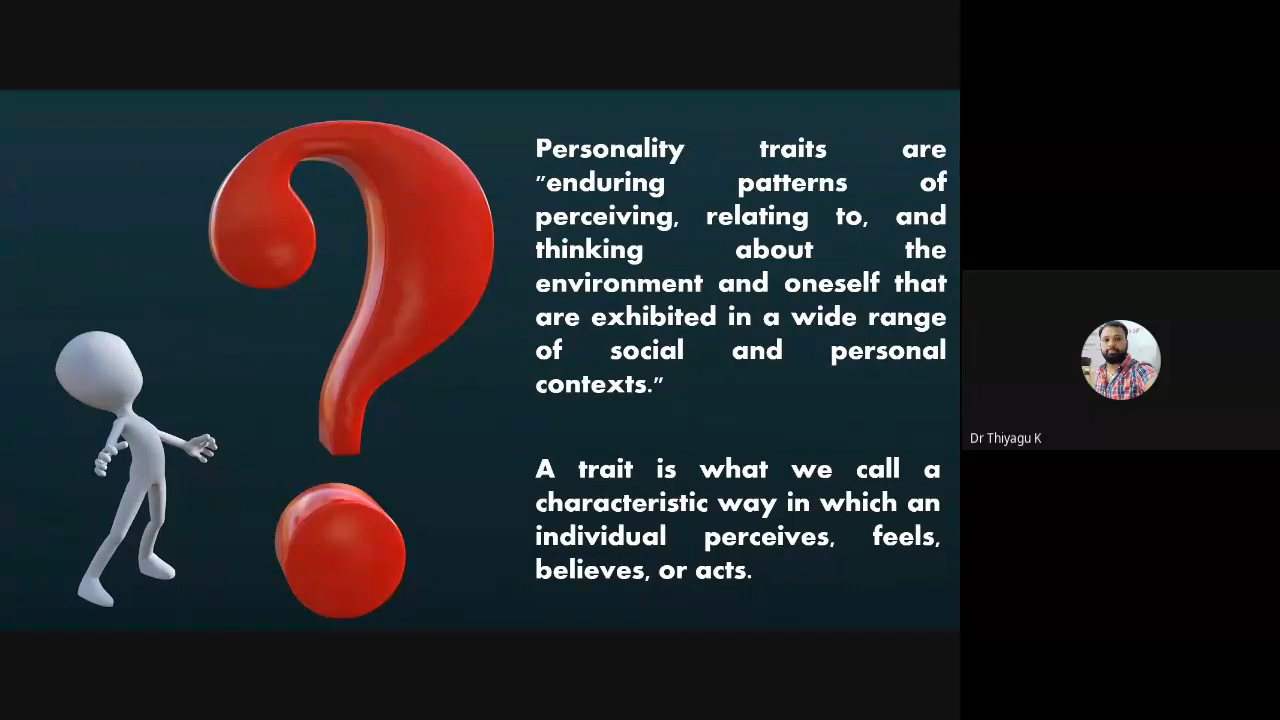 Personality traits are
"enduring patterns of
perceiving, relating to, and
thinking about the
environment and oneself that
are exhibited in a wide range
of social and personal
contexts."
A trait is what we call a
characteristic way in which an
individual perceives, feels,
believes, or acts.
Dr Thiyagu K